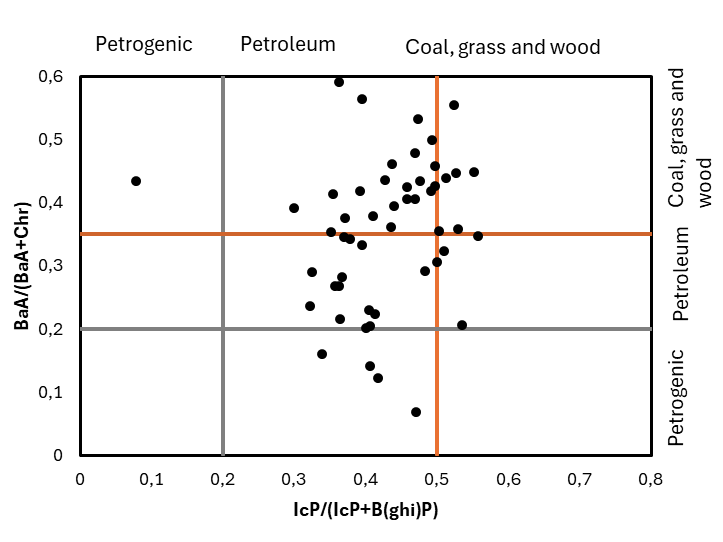 Petrogenic
Petroleum
Coal, grass and wood
0,6
0,5
0,4
0,3
0,2
0,1
0
BaA/(BaA+Chr)
Coal, grass and
wood
Petroleum
Petrogenic
0
0,1
0,2
0,3
0,4
0,5
0,6
0,7
0,8
IcP/(IcP+B(ghi)P)